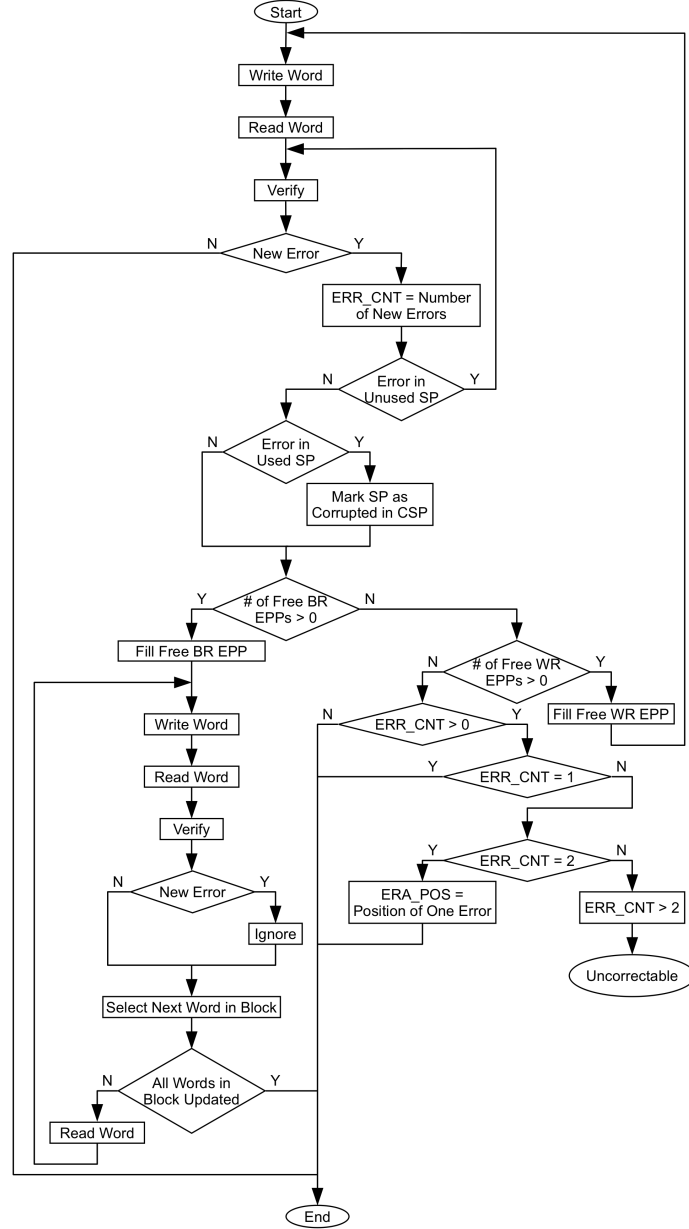 Start
Write Word
Read Word
Verify
N
New Error
Y
ERR_CNT = Number
of New Errors
N
Error in
Unused SP
Y
N
Error in
Used SP
Y
Mark SP as
Corrupted in CSP
Y
# of Free BR
EPPs > 0
N
Fill Free BR EPP
N
# of Free WR
EPPs > 0
Y
Fill Free WR EPP
Write Word
N
ERR_CNT > 0
Y
Read Word
Y
ERR_CNT = 1
N
Verify
Y
ERR_CNT = 2
N
N
New Error
Y
ERA_POS =
Position of One Error
ERR_CNT > 2
Ignore
Uncorrectable
Select Next Word in Block
N
All Words in
Block Updated
Y
Read Word
End